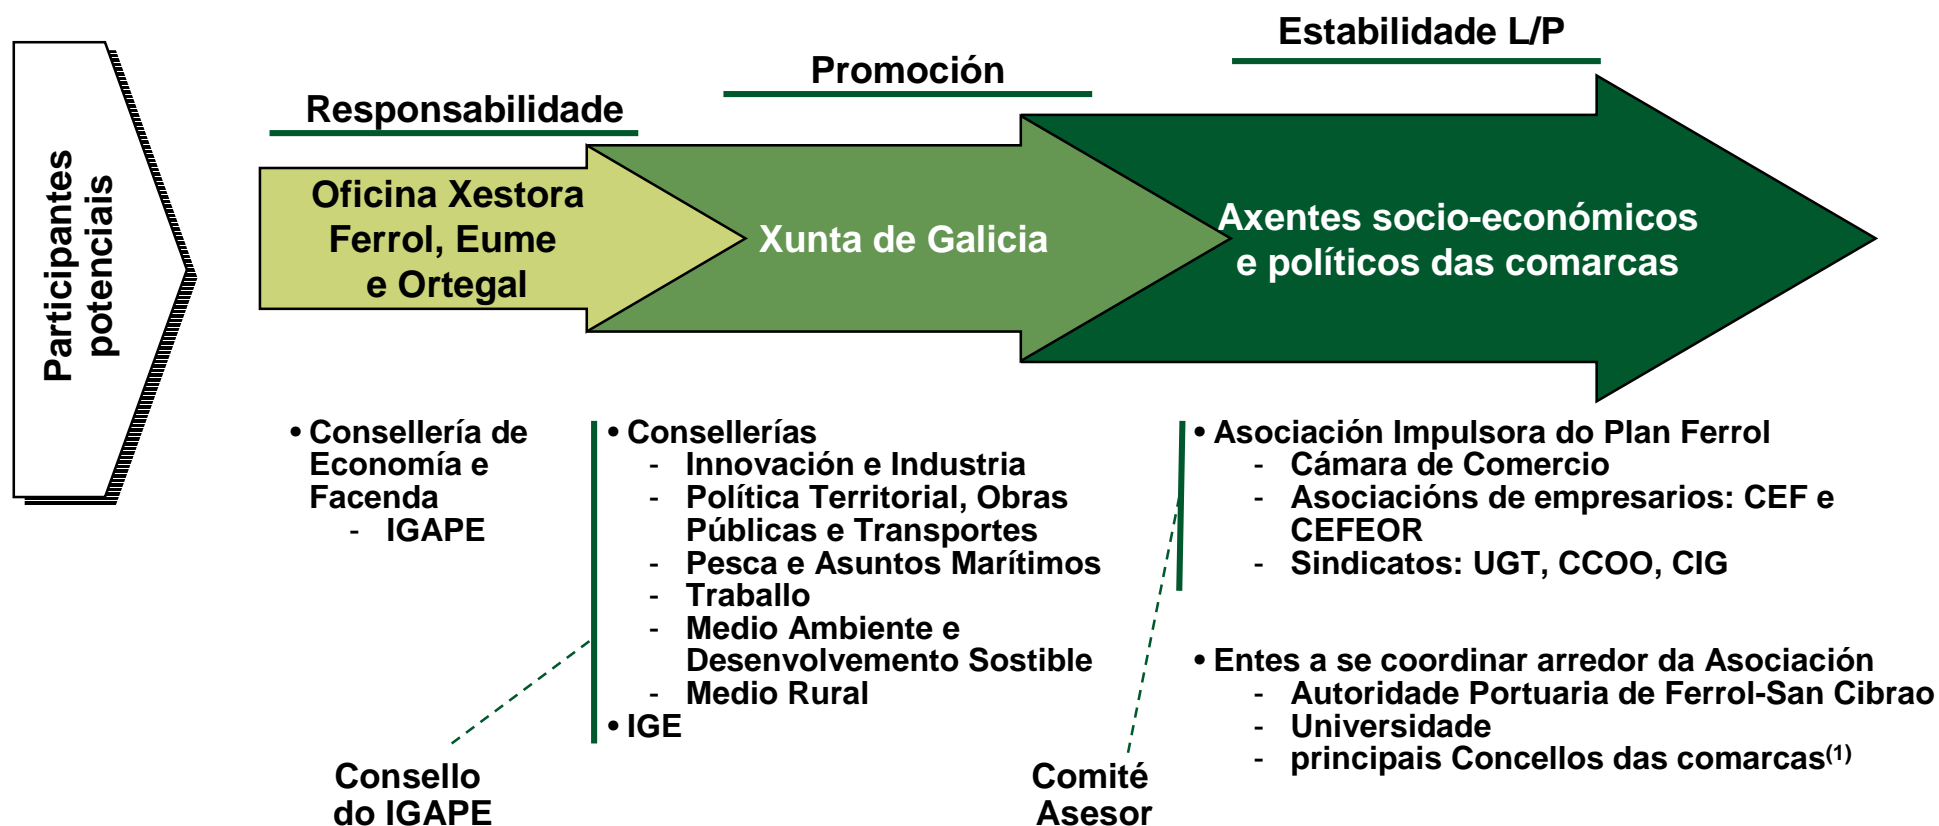 Participantes
potenciais
Responsabilidade
Promoción
Estabilidade L/P
Oficina Xestora
Ferrol, Eume
e Ortegal
Xunta de Galicia
Axentes socio-económicos
e políticos das comarcas
• Consellería de
Economía e
Facenda
- IGAPE
• Consellerías
- Innovación e Industria
- Política Territorial, Obras
Públicas e Transportes
- Pesca e Asuntos Marítimos
- Traballo
- Medio Ambiente e
Desenvolvemento Sostible
- Medio Rural
• IGE
Consello
do IGAPE
• Asociación Impulsora do Plan Ferrol
- Cámara de Comercio
- Asociacións de empresarios: CEF e
CEFEOR
- Sindicatos: UGT, CCOO, CIG
• Entes a se coordinar arredor da Asociación
- Autoridade Portuaria de Ferrol-San Cibrao
- Universidade
- principais Concellos das comarcas(1)
Comité
Asesor